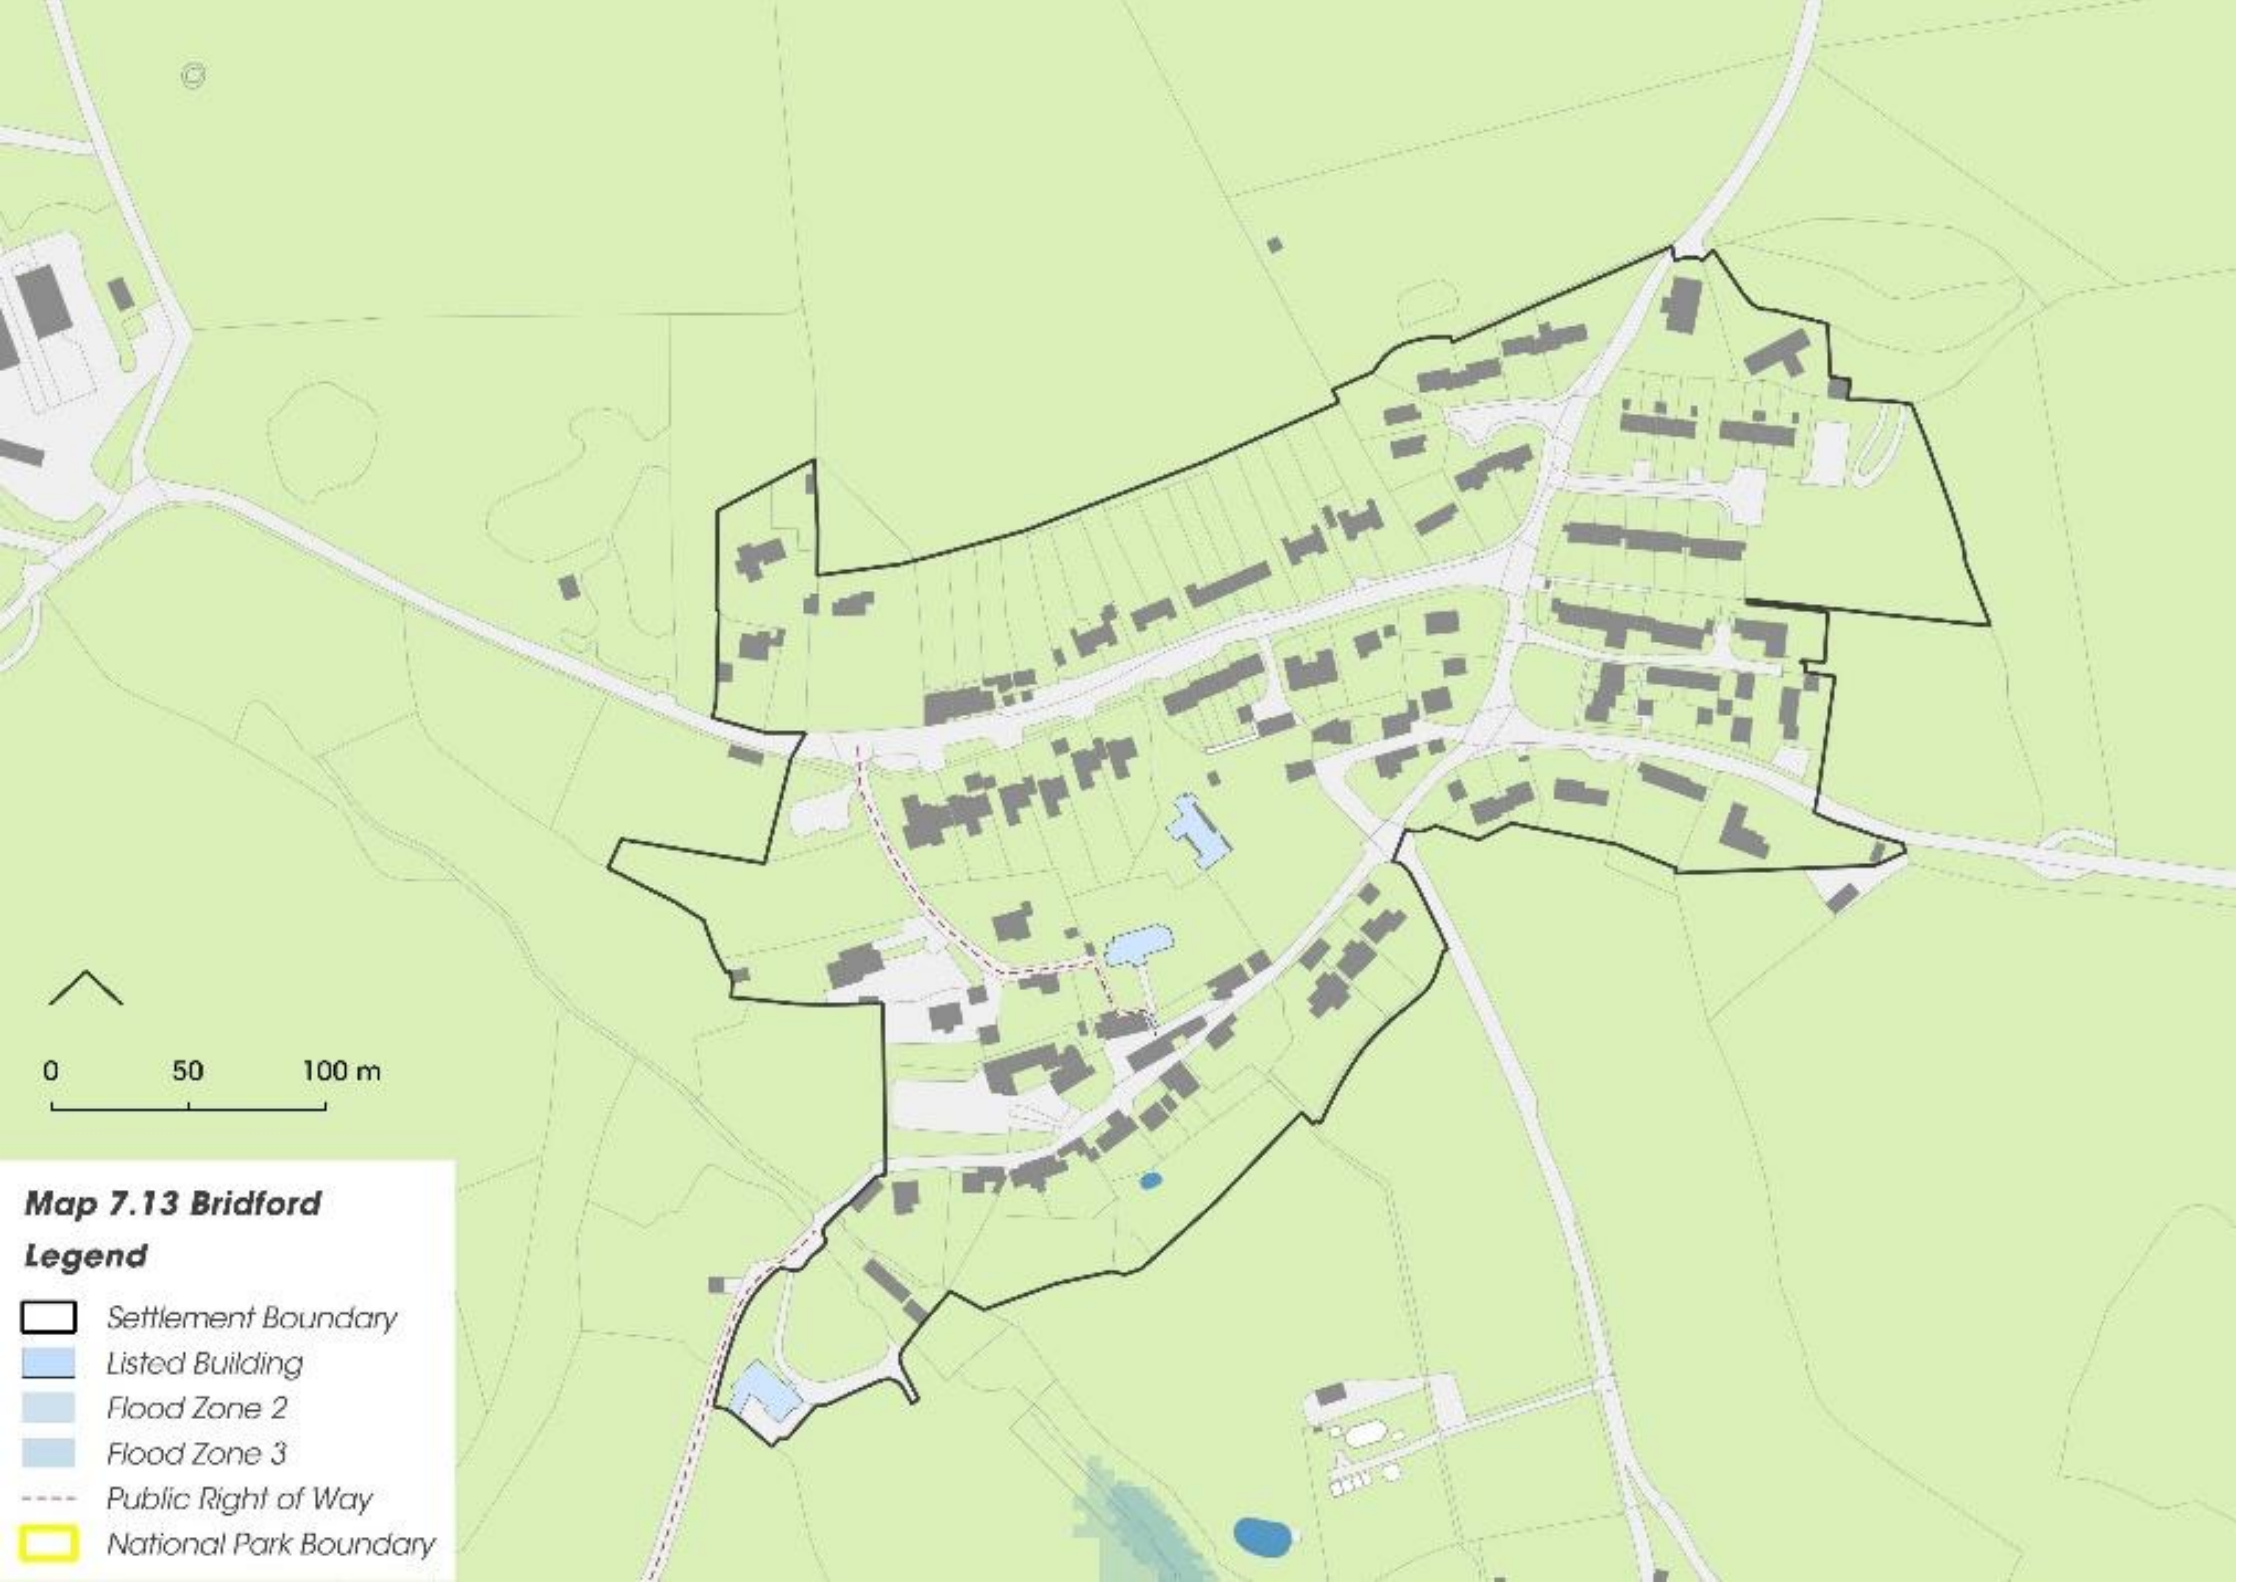 0 50 100 m
Map 7.13 Bridford
Legend
Settlement Boundary
Listed Building
Flood Zone 2
Flood Zone 3
Public Right of Way
National Park Boundary